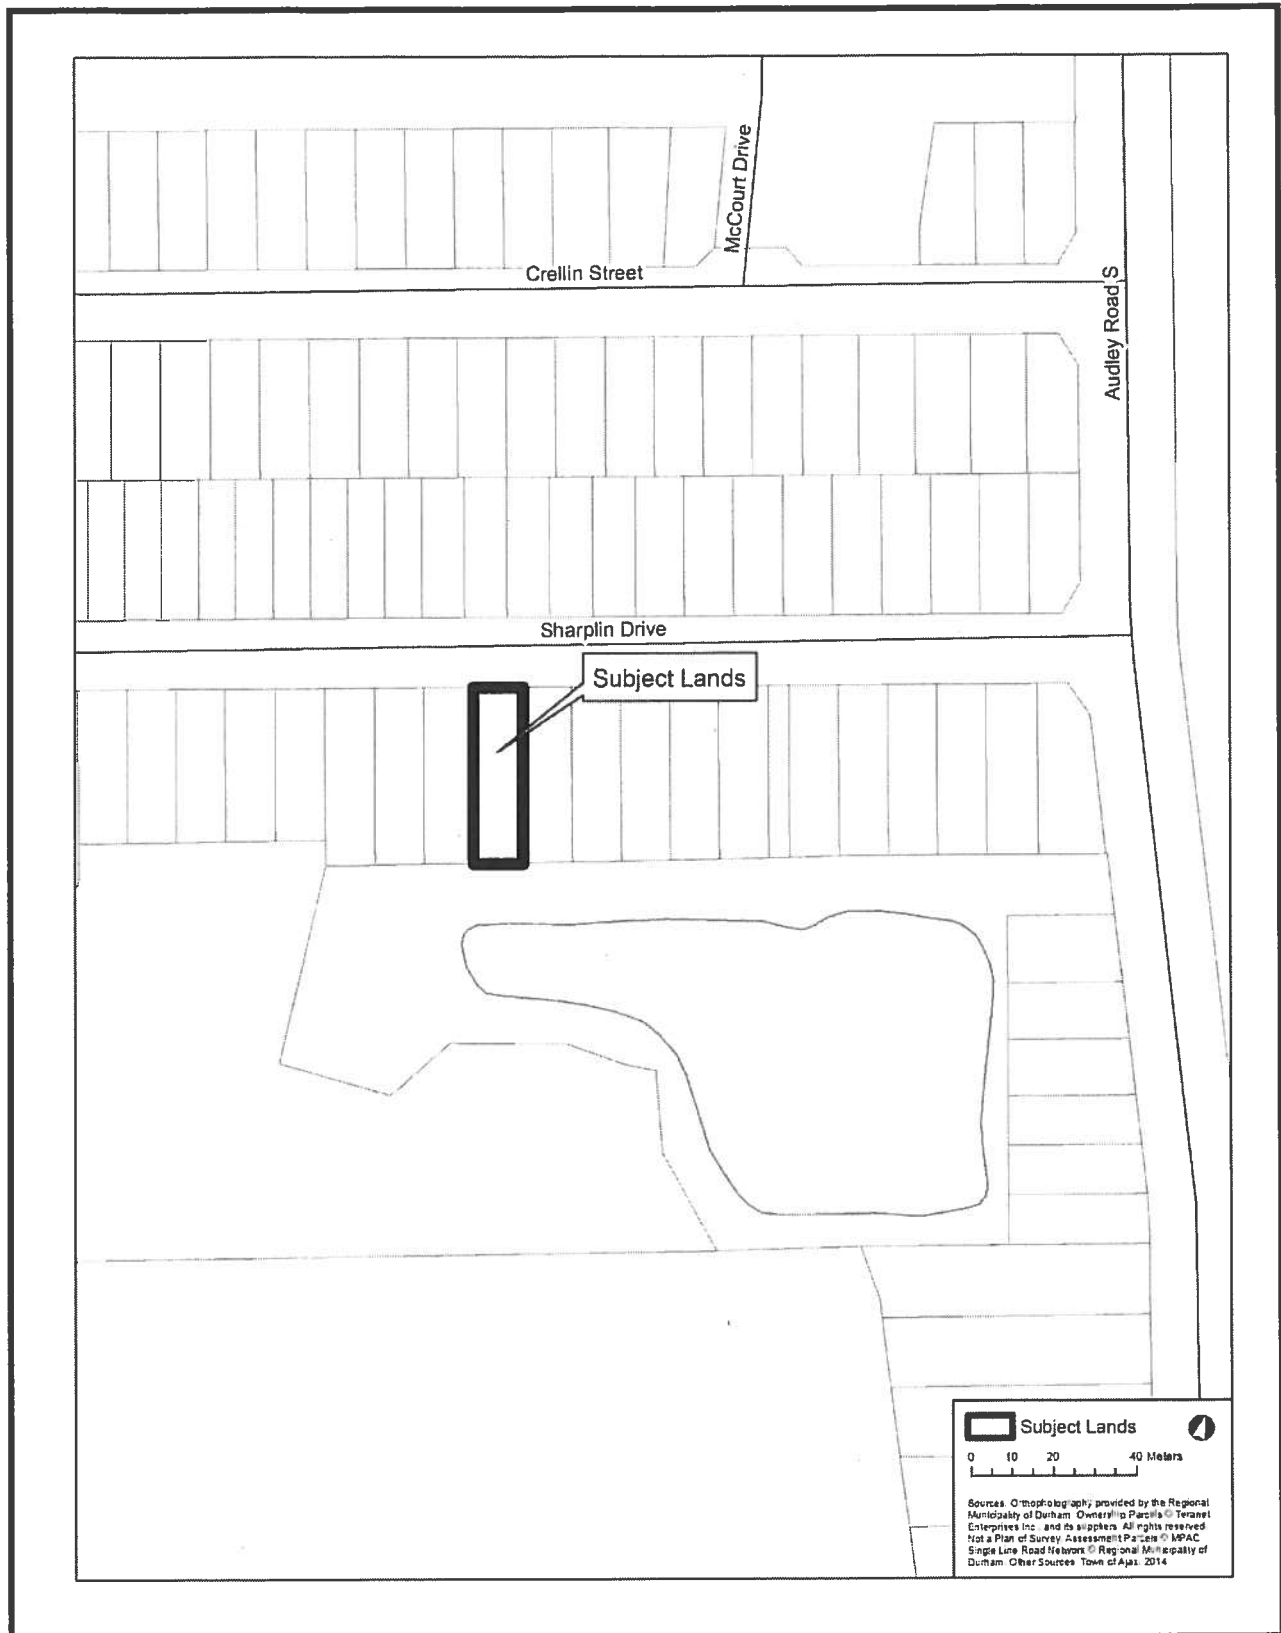 McCourt Drive
Crellin Street
Audley Road S
Sharplin Drive
Subject Lands
Subject Lands
0 10 20 40 Meters
Sources: Orthophotography provided by the Regional
Municipality of Durham. Ownership Parcels © Teranet
Enterprises Inc. and its suppliers. All rights reserved.
Not a Plan of Survey. Assessment Parcels © MPAC
Single Line Road Network © Regional Municipality of
Durham. Other Sources: Town of Ajax. 2014